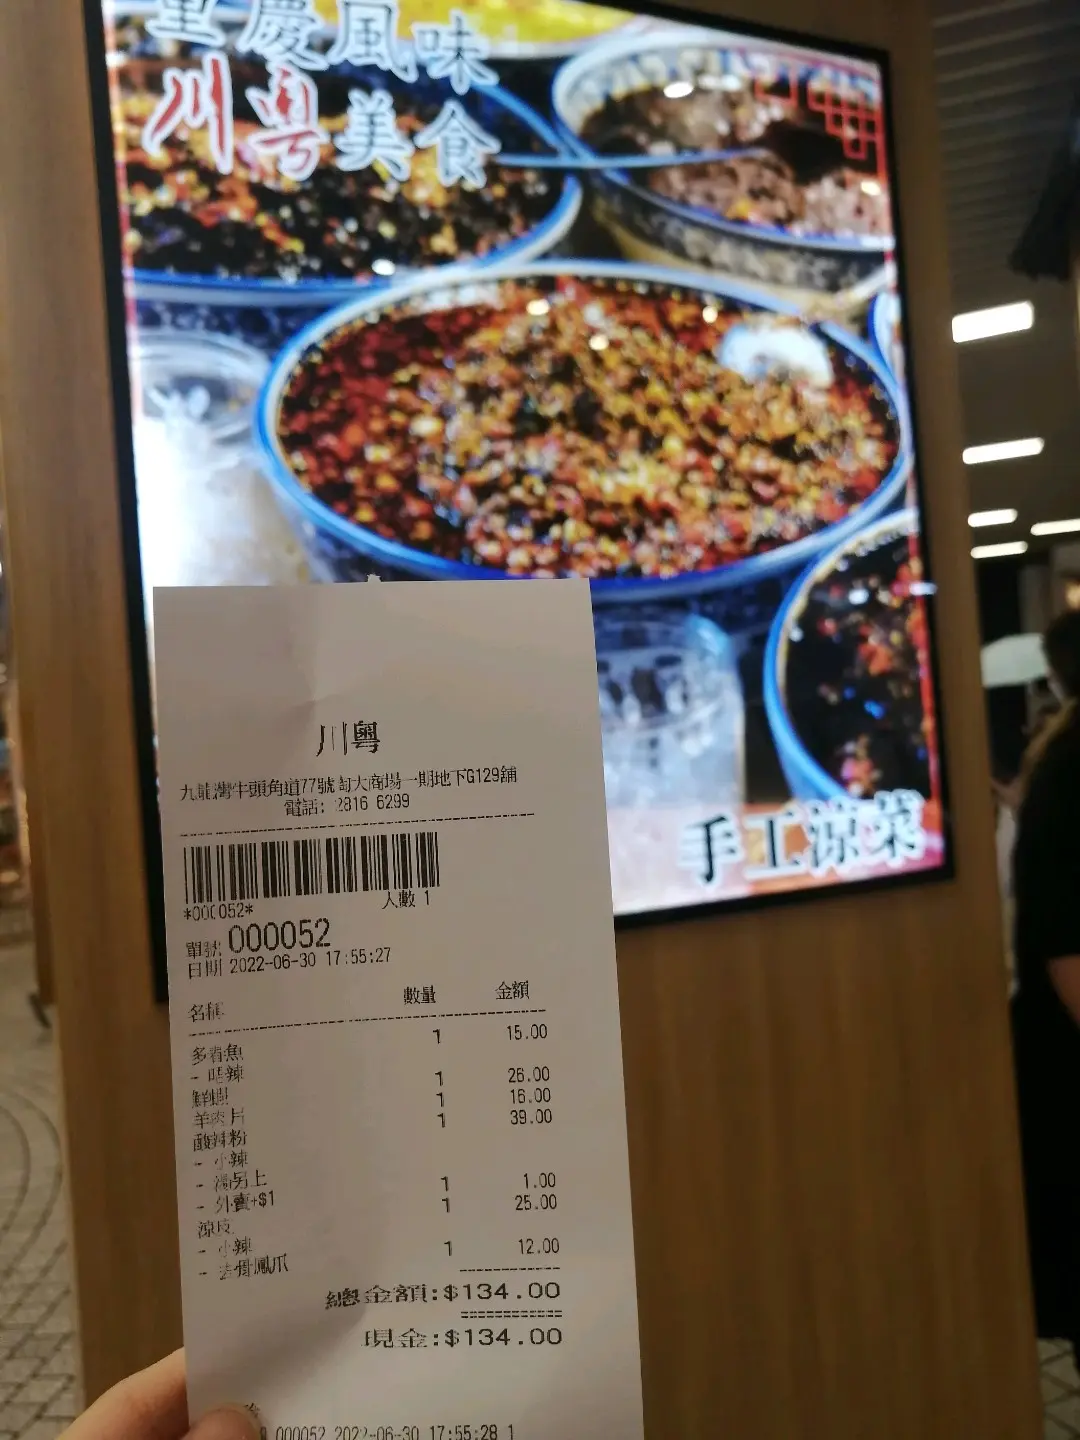 重慶風味
川粵美食
手工涼菜
川粵
九龍灣牛頭角道77號淘大商場一期地下G129舖
電話: 2816 6299
*000052*
人數 1
單號: 000052
日期 2022-06-30 17:55:27
名稱 數量 金額
多春魚 1 15.00
- 唔辣
鮮蝦 1 26.00
羊肉片 1 16.00
酸辣粉 1 39.00
- 小辣
- 湯另上
- 外賣+$1 1 1.00
涼皮 1 25.00
- 小辣
- 去骨鳳爪 1 12.00
總金額:$134.00
現金:$134.00
000052 2022-06-30 17:55:28 1